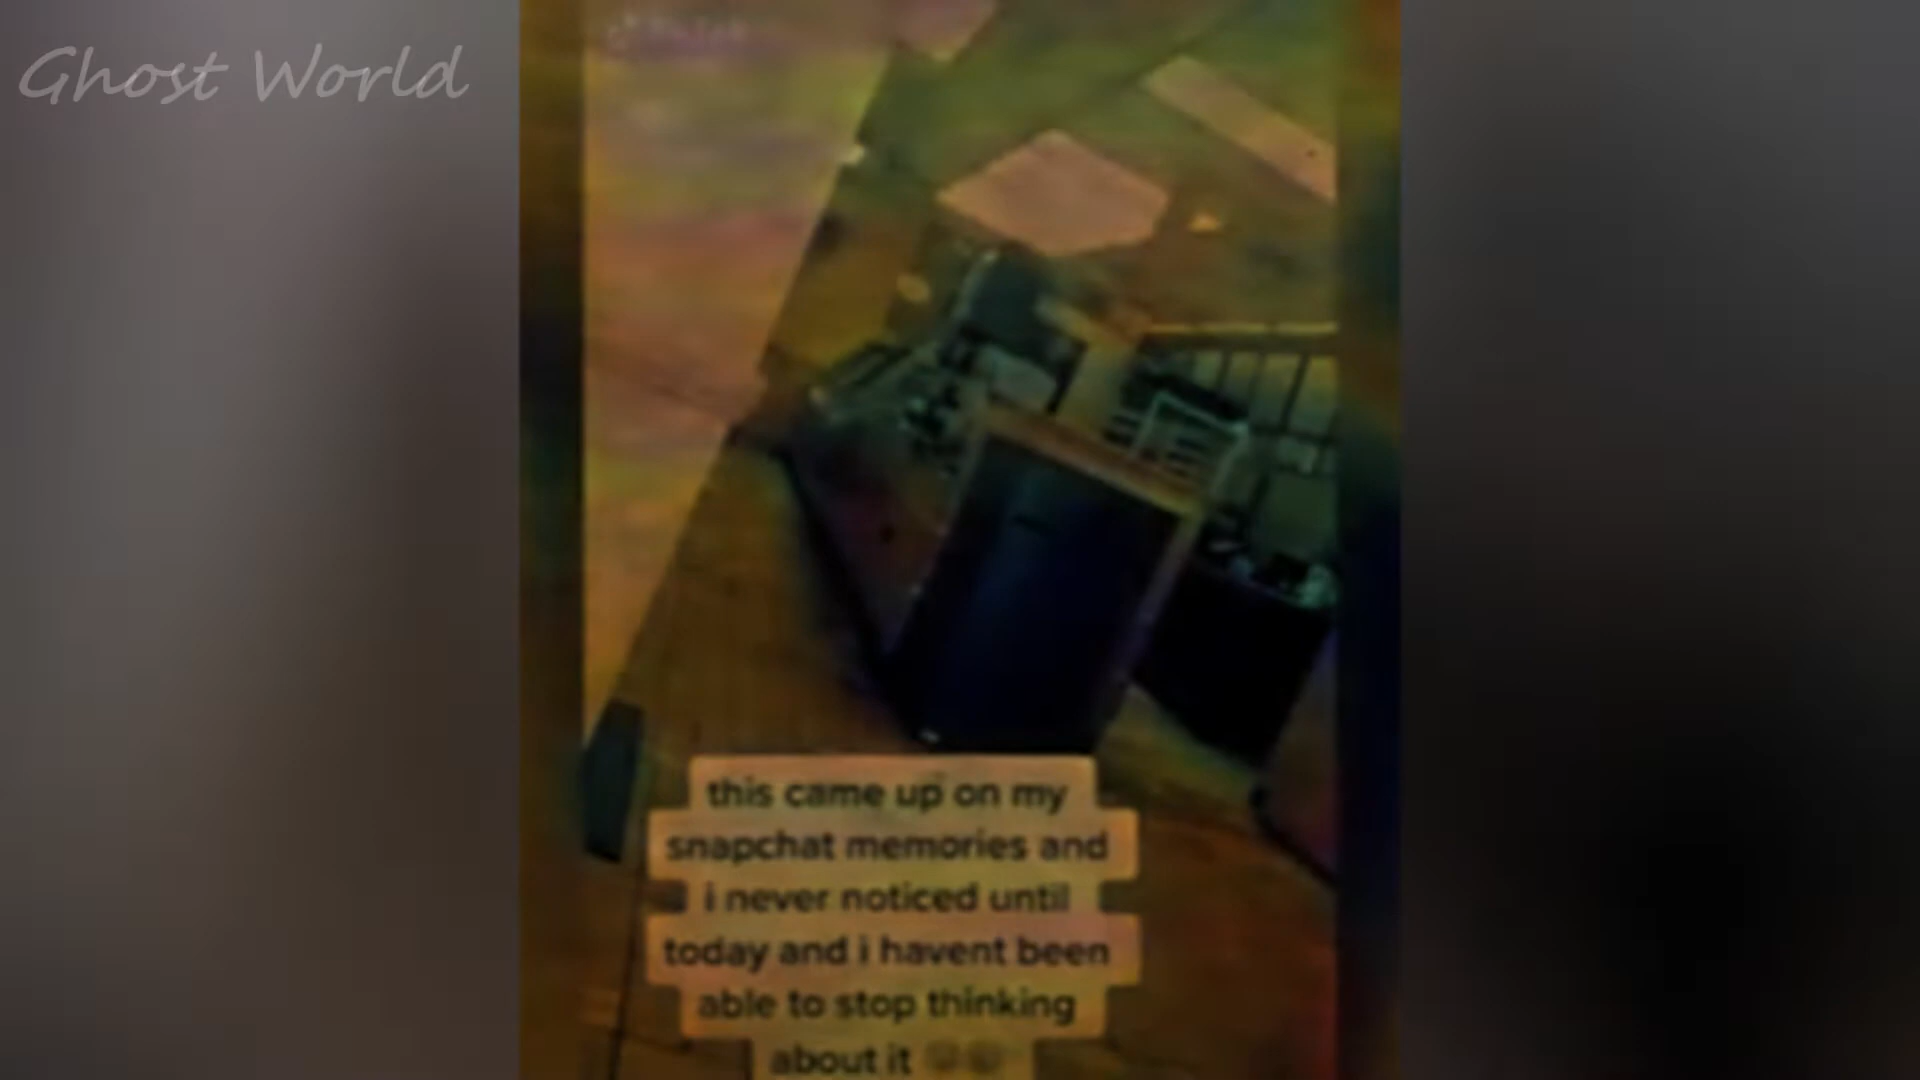 Ghost World
this came up on my
snapchat memories and
i never noticed until
today and i havent been
able to stop thinking
about it